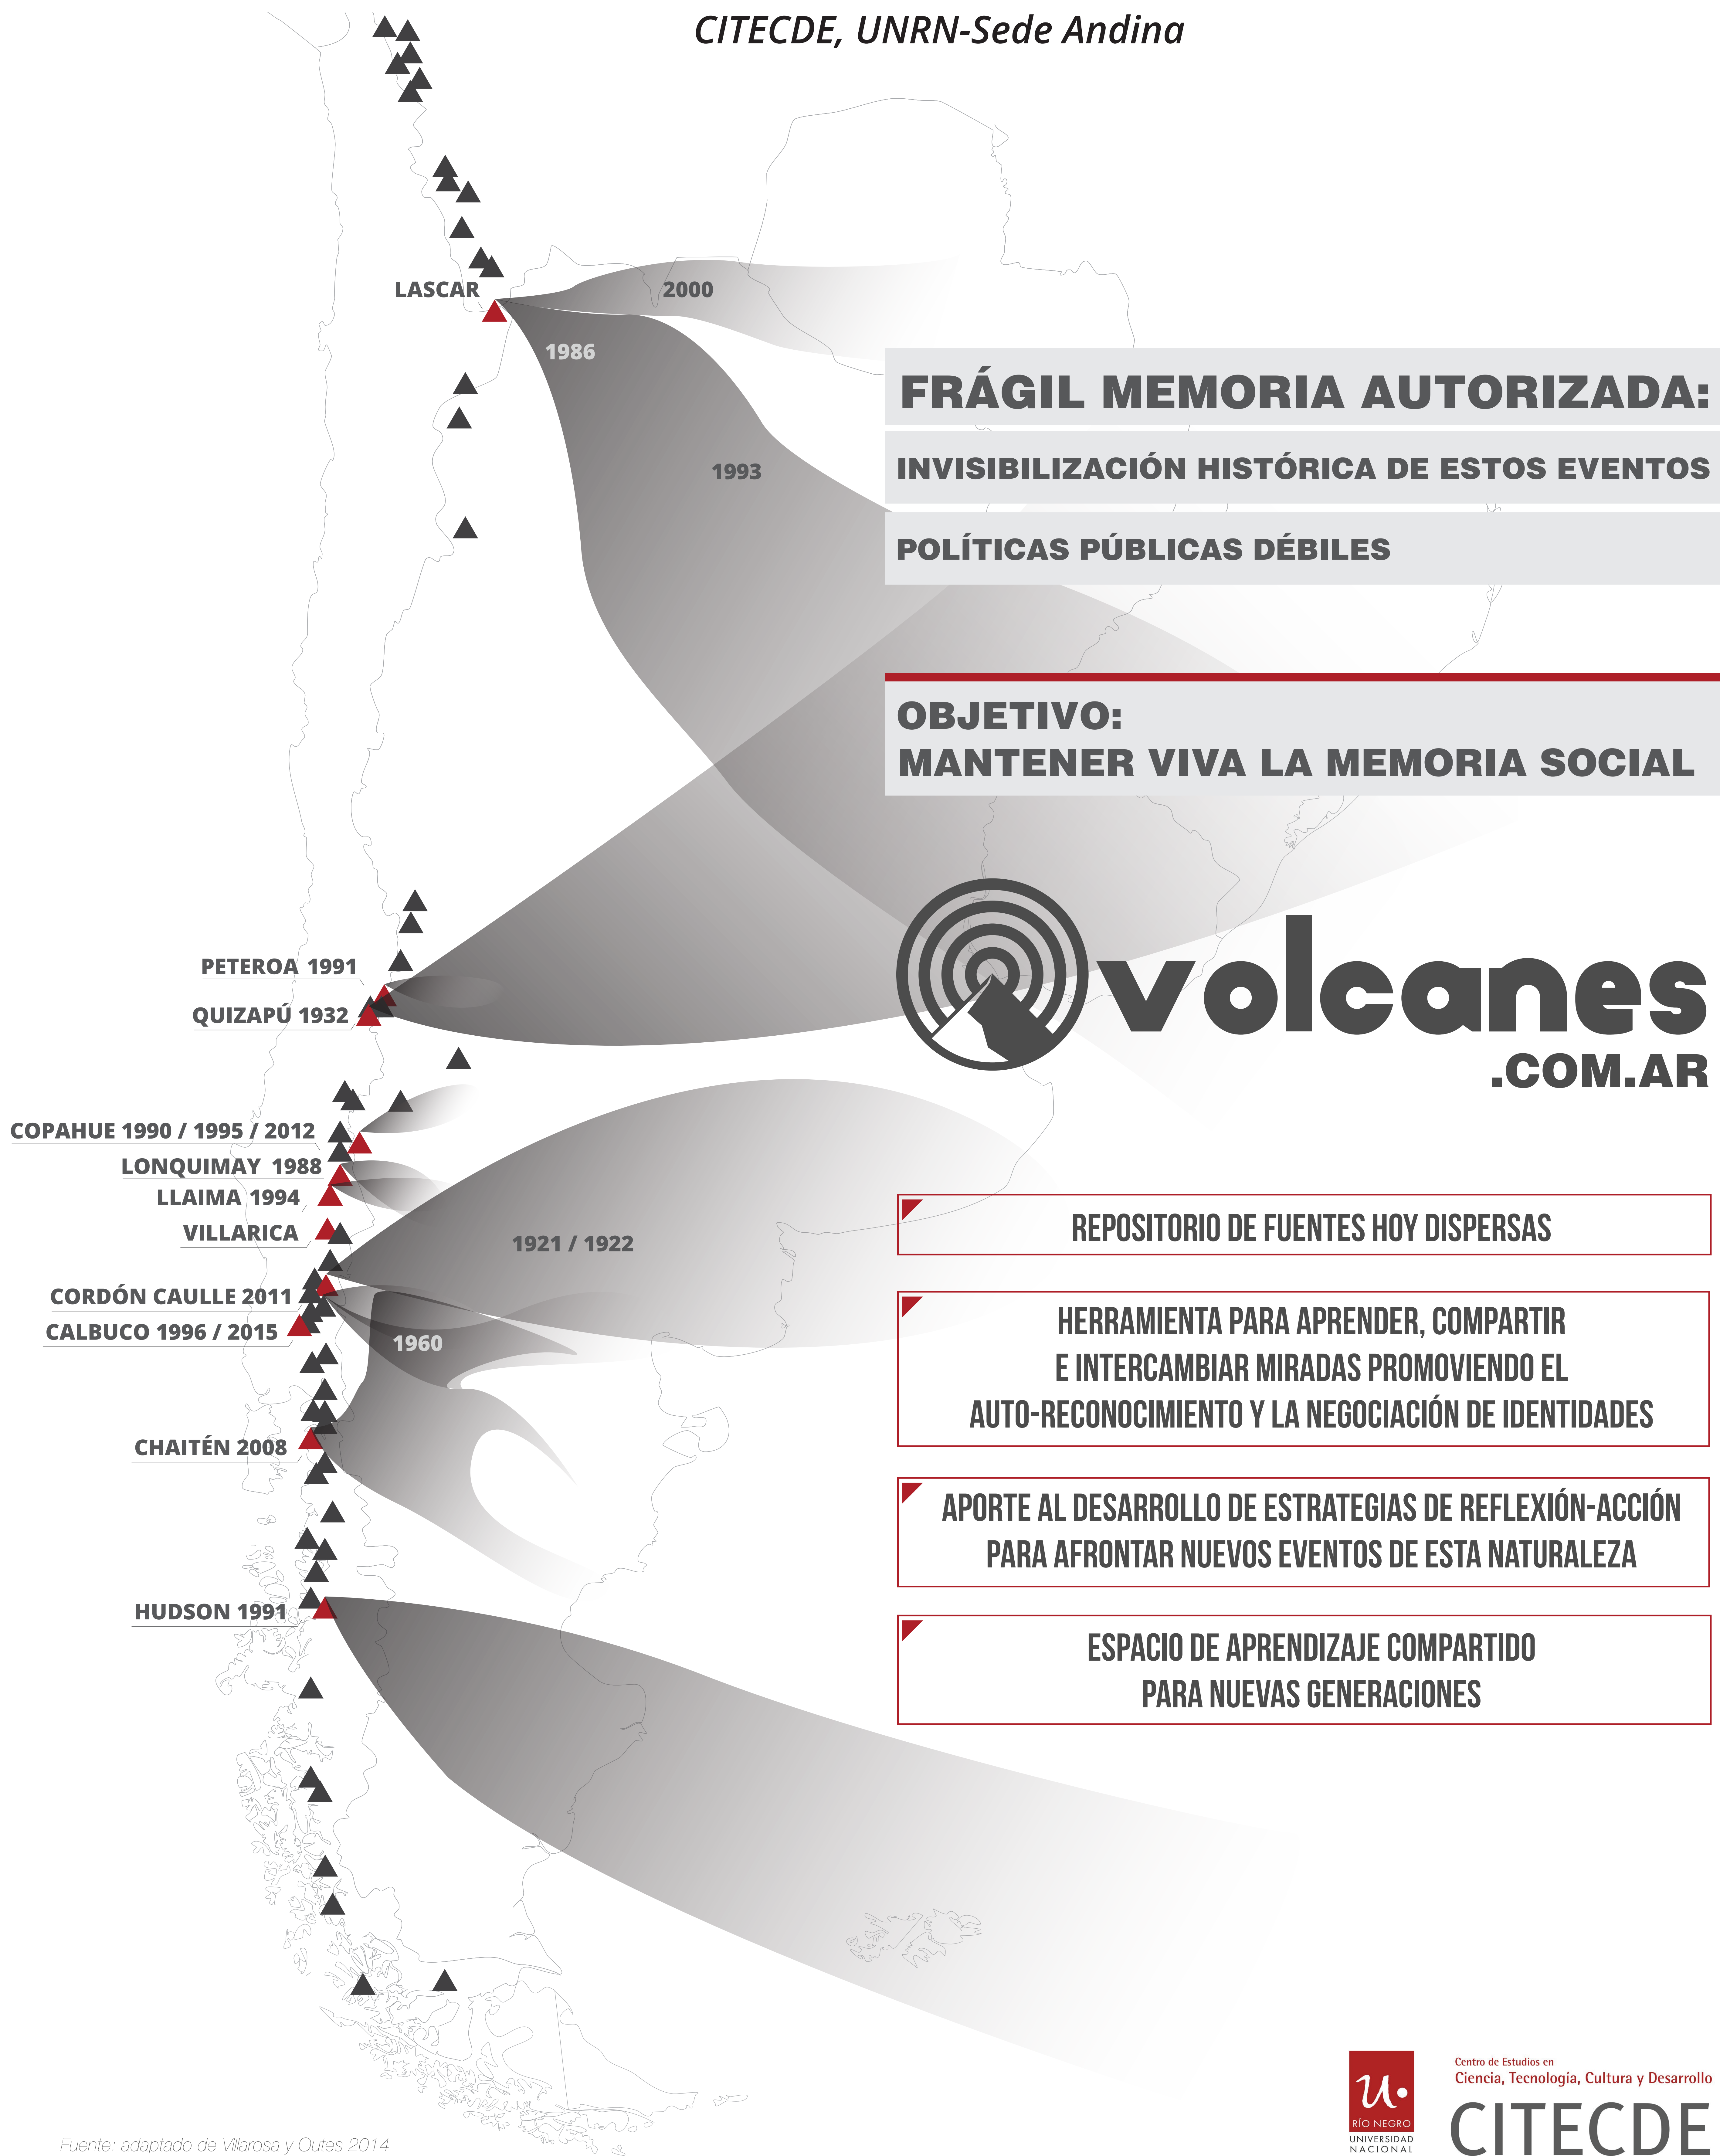 CITECDE, UNRN-Sede Andina
LASCAR
2000
1986
1993
FRÁGIL MEMORIA AUTORIZADA:
INVISIBILIZACIÓN HISTÓRICA DE ESTOS EVENTOS
POLÍTICAS PÚBLICAS DÉBILES
OBJETIVO:
MANTENER VIVA LA MEMORIA SOCIAL
volcanes
.COM.AR
PETEROA 1991
QUIZAPÚ 1932
COPAHUE 1990 / 1995 / 2012
LONQUIMAY 1988
LLAIMA 1994
VILLARICA
1921 / 1922
CORDÓN CAULLE 2011
CALBUCO 1996 / 2015
1960
CHAITÉN 2008
HUDSON 1991
REPOSITORIO DE FUENTES HOY DISPERSAS
HERRAMIENTA PARA APRENDER, COMPARTIR
E INTERCAMBIAR MIRADAS PROMOVIENDO EL
AUTO-RECONOCIMIENTO Y LA NEGOCIACIÓN DE IDENTIDADES
APORTE AL DESARROLLO DE ESTRATEGIAS DE REFLEXIÓN-ACCIÓN
PARA AFRONTAR NUEVOS EVENTOS DE ESTA NATURALEZA
ESPACIO DE APRENDIZAJE COMPARTIDO
PARA NUEVAS GENERACIONES
Fuente: adaptado de Villarosa y Outes 2014
u.
RÍO NEGRO
UNIVERSIDAD
NACIONAL
Centro de Estudios en
Ciencia, Tecnología, Cultura y Desarrollo
CITECDE